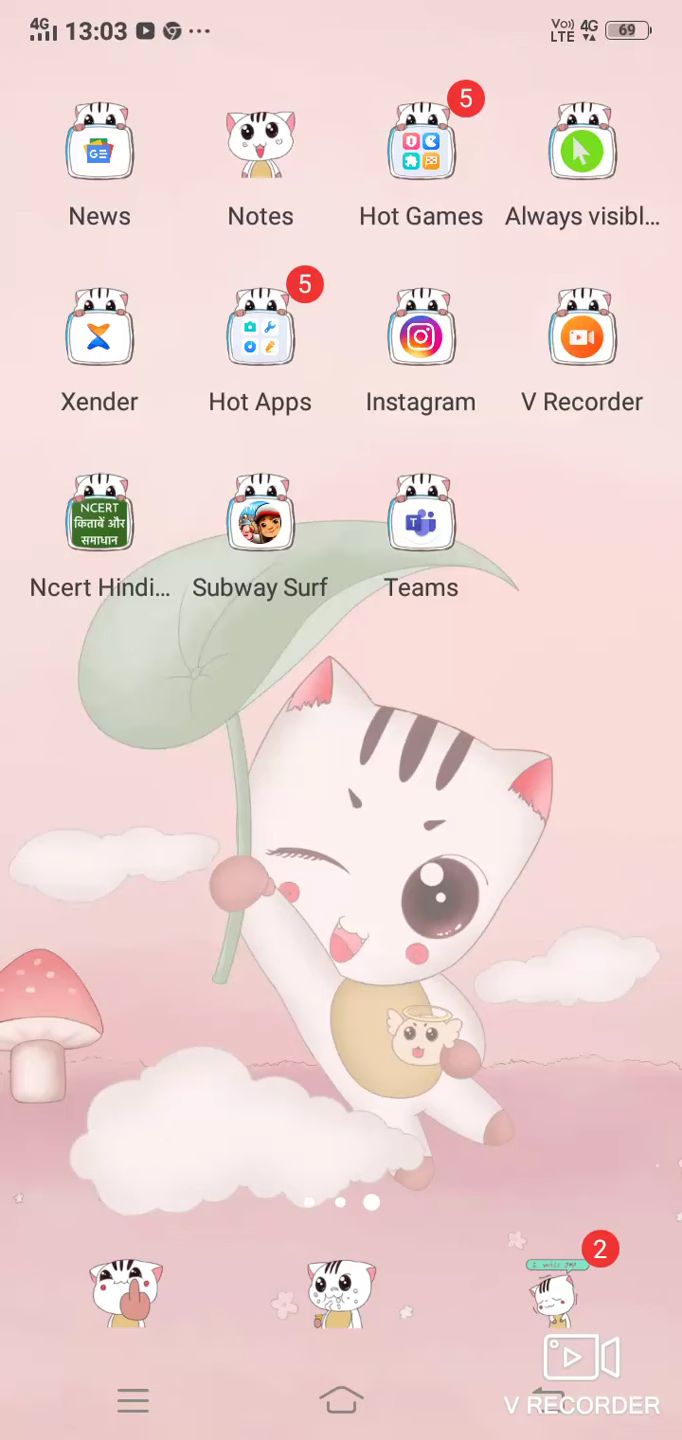 4G 13:03 ... Vo)) LTE 4G 69
5
News Notes Hot Games Always visibl...
5
Xender Hot Apps Instagram V Recorder
NCERT
किताबें और
समाधान
Ncert Hindi... Subway Surf Teams
2
V RECORDER